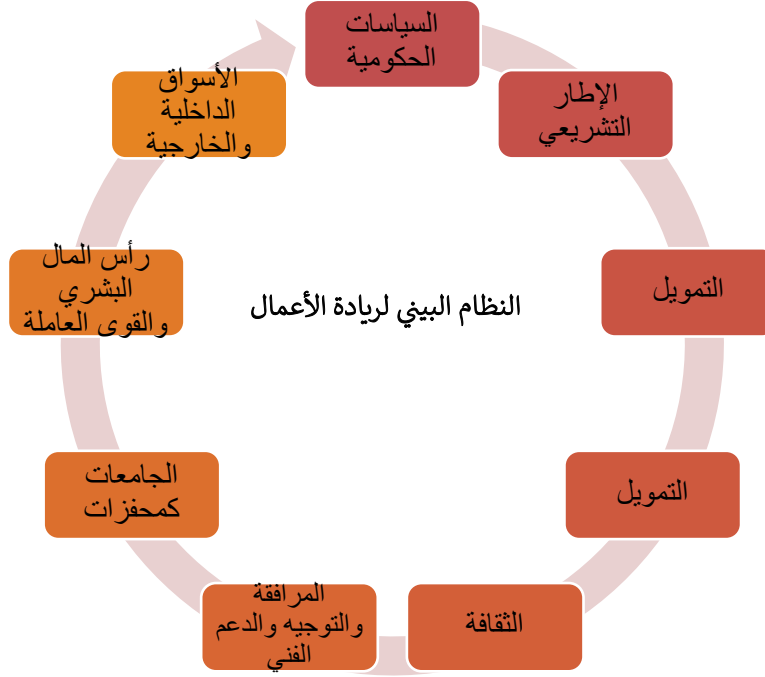 السياسات
الحكومية
الإطار
التشريعي
التمويل
التمويل
الثقافة
المرافقة
والتوجيه والدعم
الفني
الجامعات
كمحفزات
رأس المال
البشري
والقوى العاملة
الأسواق
الداخلية
والخارجية
النظام البيني لريادة الأعمال